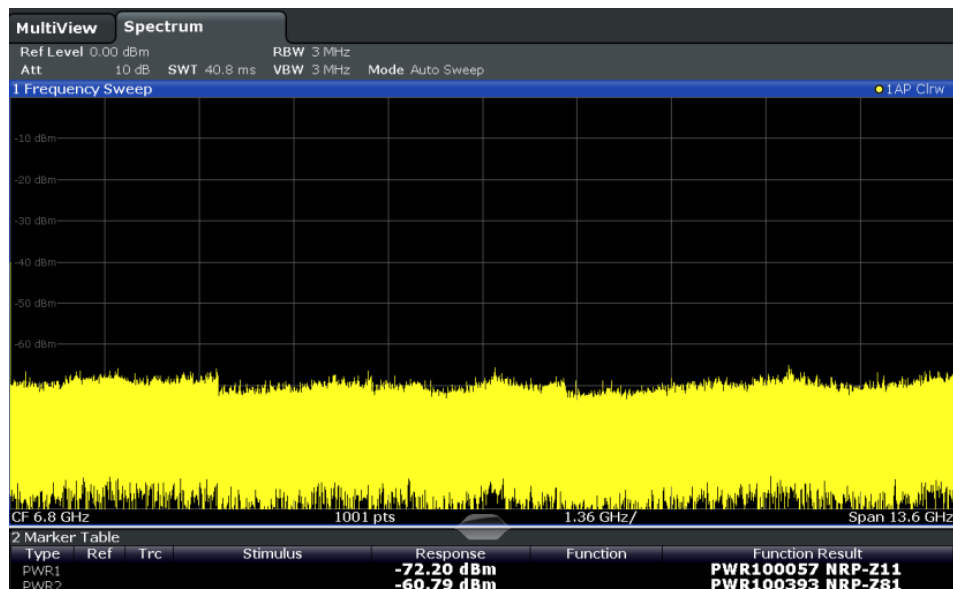 MultiView Spectrum
Ref Level 0.00 dBm RBW 3 MHz
Att 10 dB SWT 40.8 ms VBW 3 MHz Mode Auto Sweep
1 Frequency Sweep 1AP Clrw
-10 dBm
-20 dBm
-30 dBm
-40 dBm
-50 dBm
-60 dBm
CF 6.8 GHz 1001 pts 1.36 GHz/ Span 13.6 GHz
2 Marker Table
Type Ref Trc Stimulus Response Function Function Result
PWR1 -72.20 dBm PWR100057 NRP-Z11
PWR2 -60.79 dBm PWR100393 NRP-Z81